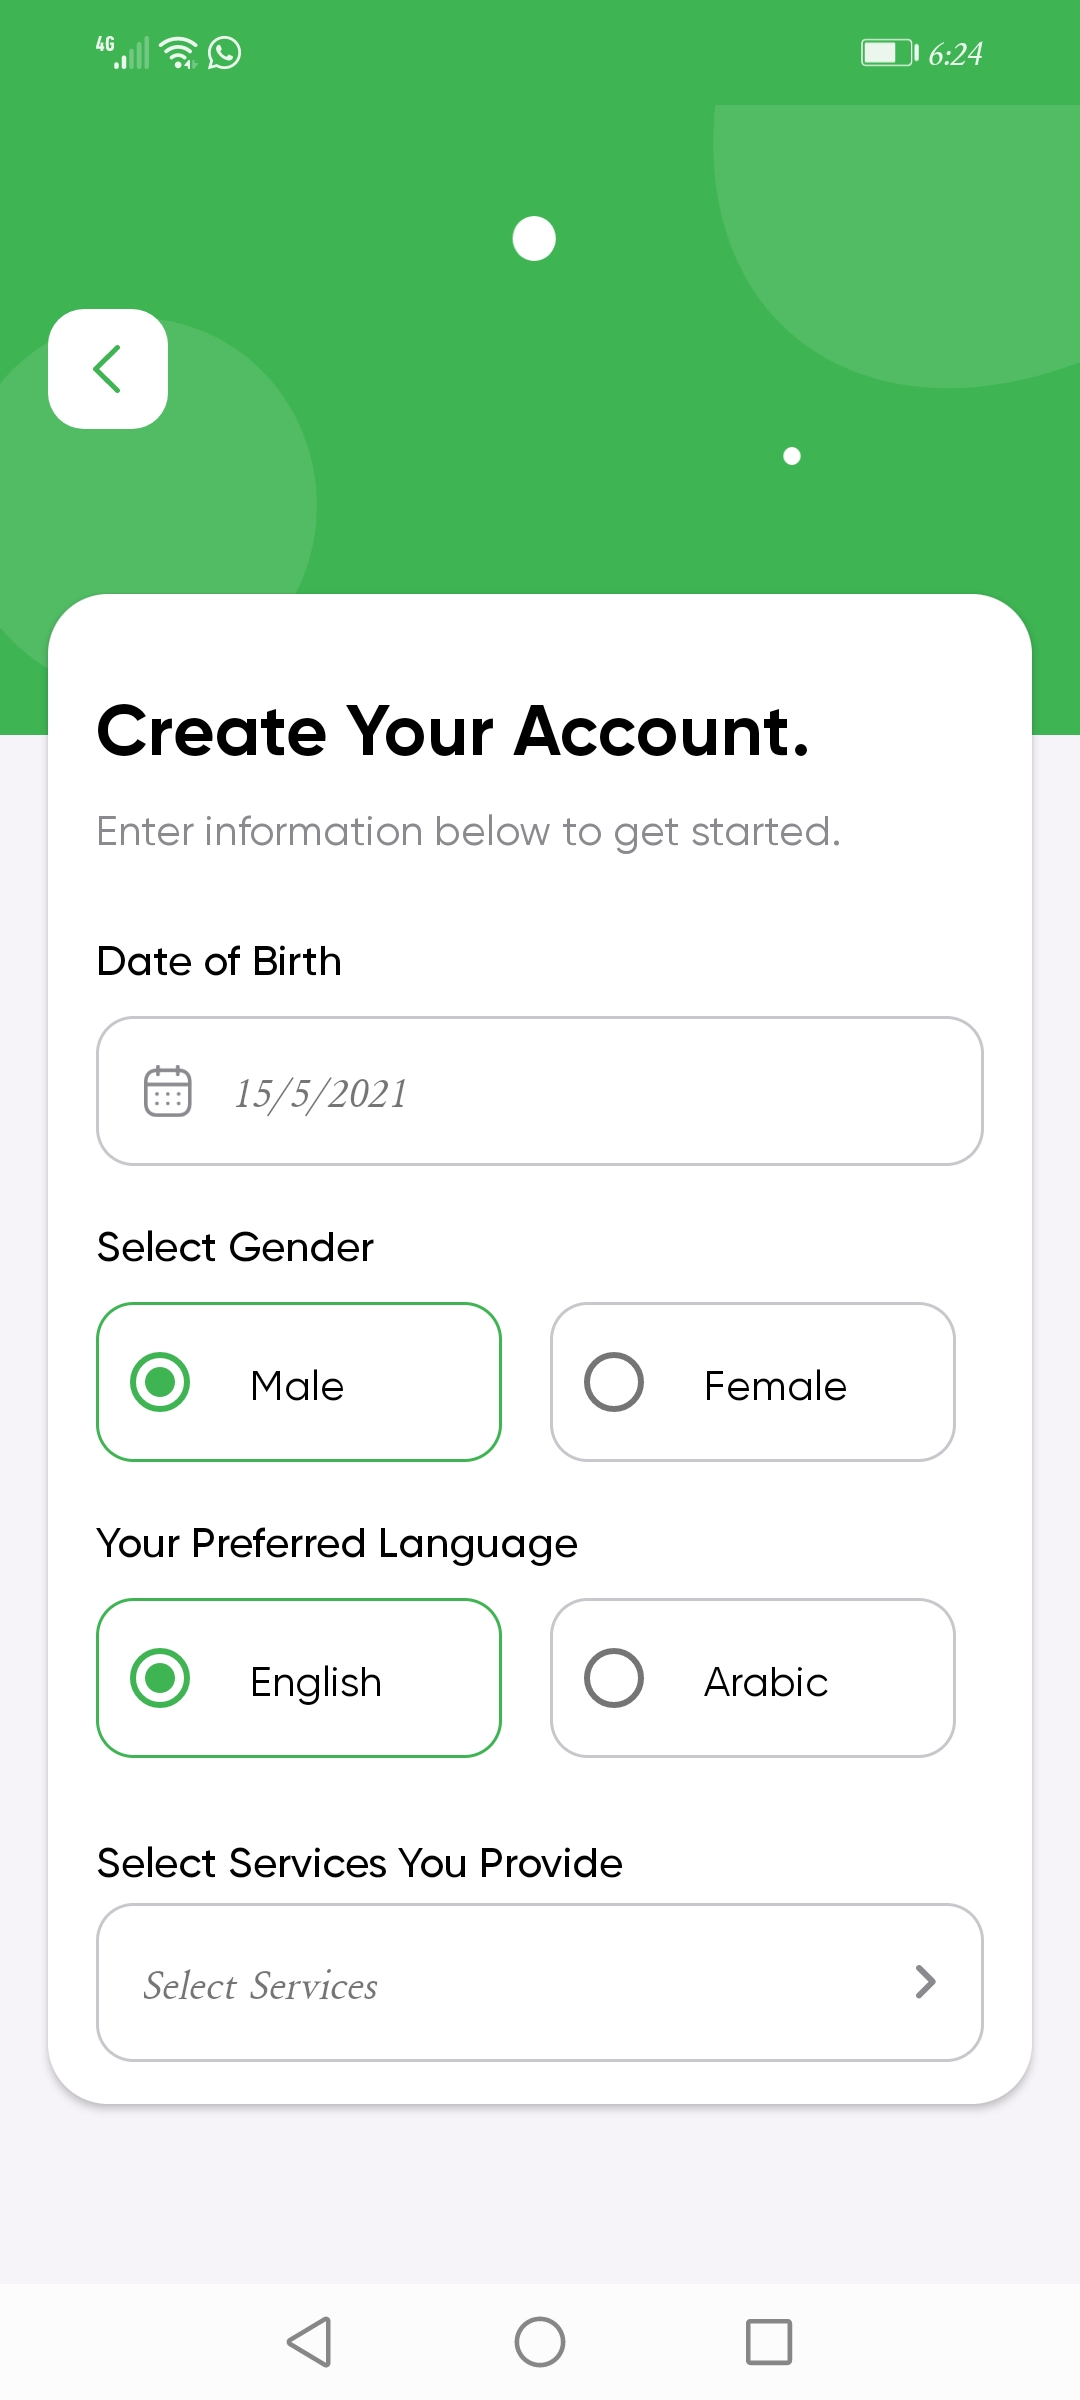 4G 6:24
Create Your Account.
Enter information below to get started.
Date of Birth
15/5/2021
Select Gender
Male Female
Your Preferred Language
English Arabic
Select Services You Provide
Select Services